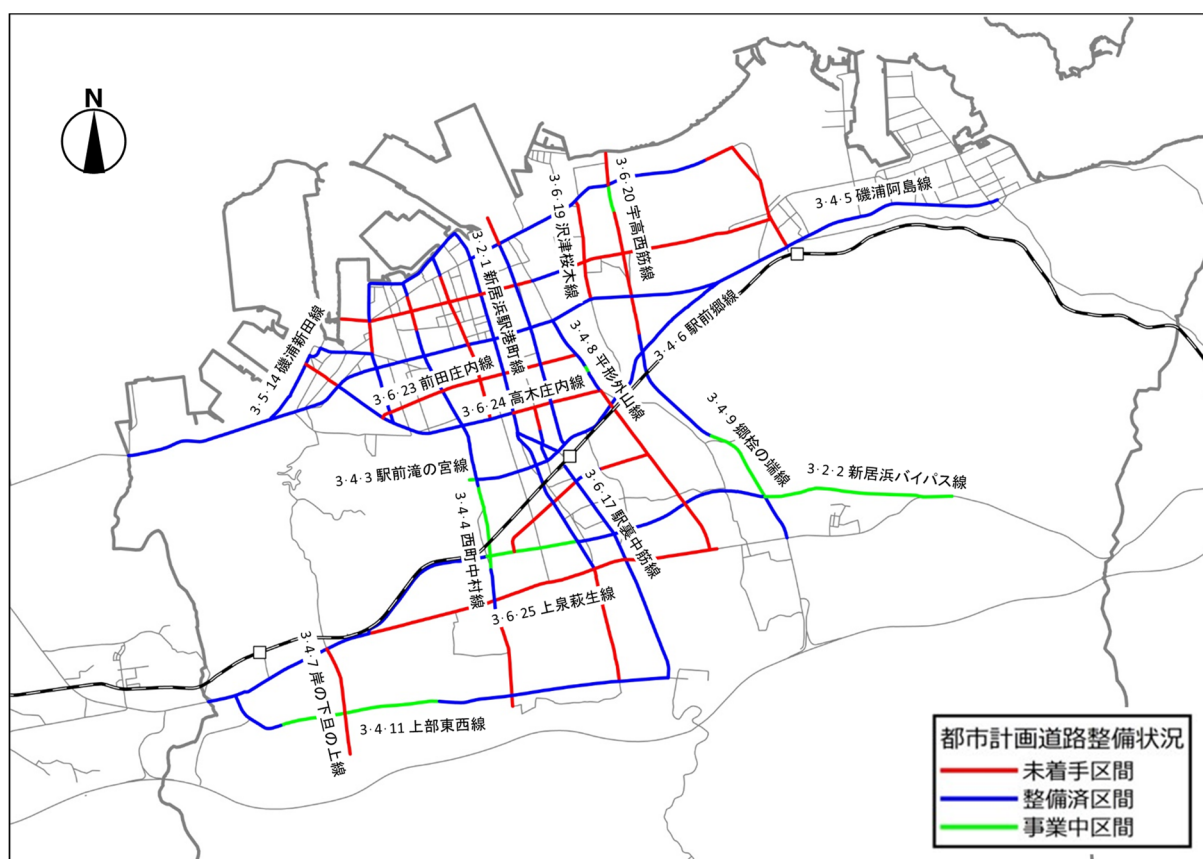 N
3・6・20 宇高西筋線
3・4・5 磯浦阿島線
3・6・19 沢津桜木線
3・2・1 新居浜駅港町線
3・5・14 磯浦新田線
3・4・8 平形外山線
3・4・6 駅前郷線
3・6・23 前田庄内線
3・6・24 高木庄内線
3・4・9 郷桧の端線
3・4・3 駅前滝の宮線
3・2・2 新居浜バイパス線
3・6・17 駅裏中筋線
3・4・4 西町中村線
3・6・25 上泉萩生線
3・4・7 岸の下旦の上線
3・4・11 上部東西線
都市計画道路整備状況
未着手区間
整備済区間
事業中区間